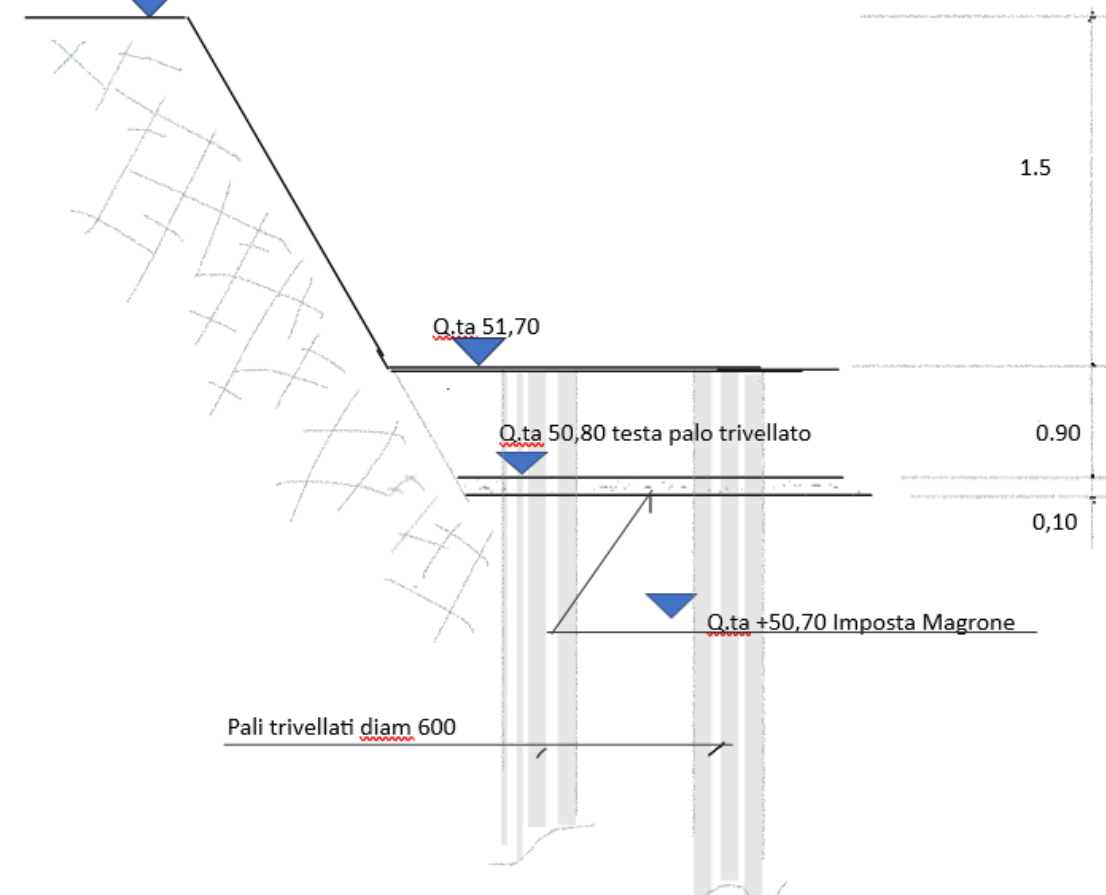 1.5
Q.ta 51,70
Q.ta 50,80 testa palo trivellato
0.90
0,10
Q.ta +50,70 Imposta Magrone
Pali trivellati diam 600